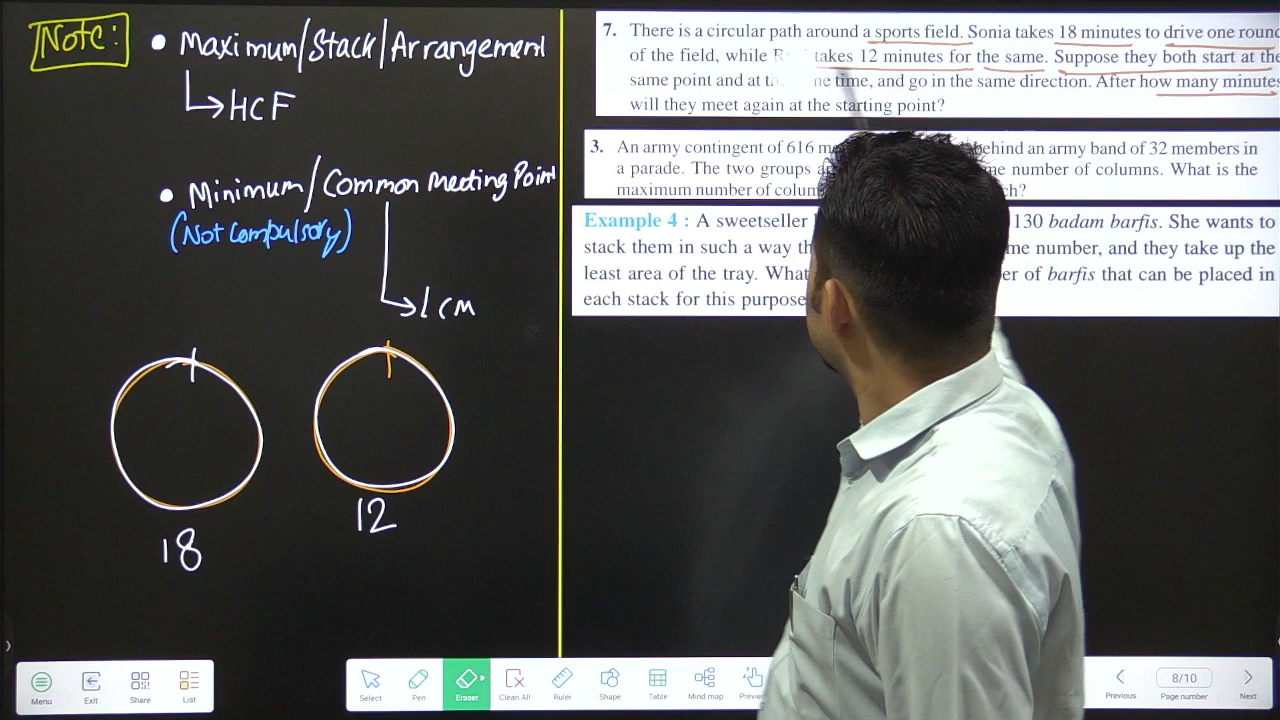 Note:
• Maximum/Stack/Arrangement
HCF
• Minimum/Common Meeting Point
(Not Compulsory)
LCM
18
12
7. There is a circular path around a sports field. Sonia takes 18 minutes to drive one round
of the field, while takes 12 minutes for the same. Suppose they both start at the
same point and at time, and go in the same direction. After how many minutes
will they meet again at the starting point?
3. An army contingent of 616 behind an army band of 32 members in
a parade. The two groups number of columns. What is the
maximum number of
Example 4 : A sweetseller 130 badam barfis. She wants to
stack them in such a way number, and they take up the
least area of the tray. What of barfis that can be placed in
each stack for this purpose
Menu Exit Share List
Select Pen Eraser Clean All Ruler Shape Table Mind map
8/10
Previous Page number Next